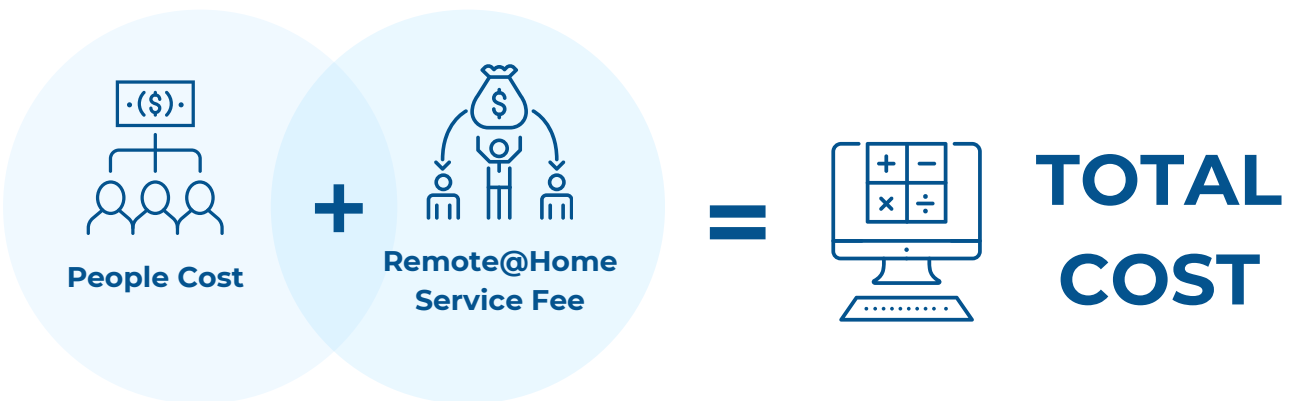 ($)
People Cost
+
$
Remote@Home
Service Fee
=
+ −
× ÷
TOTAL
COST